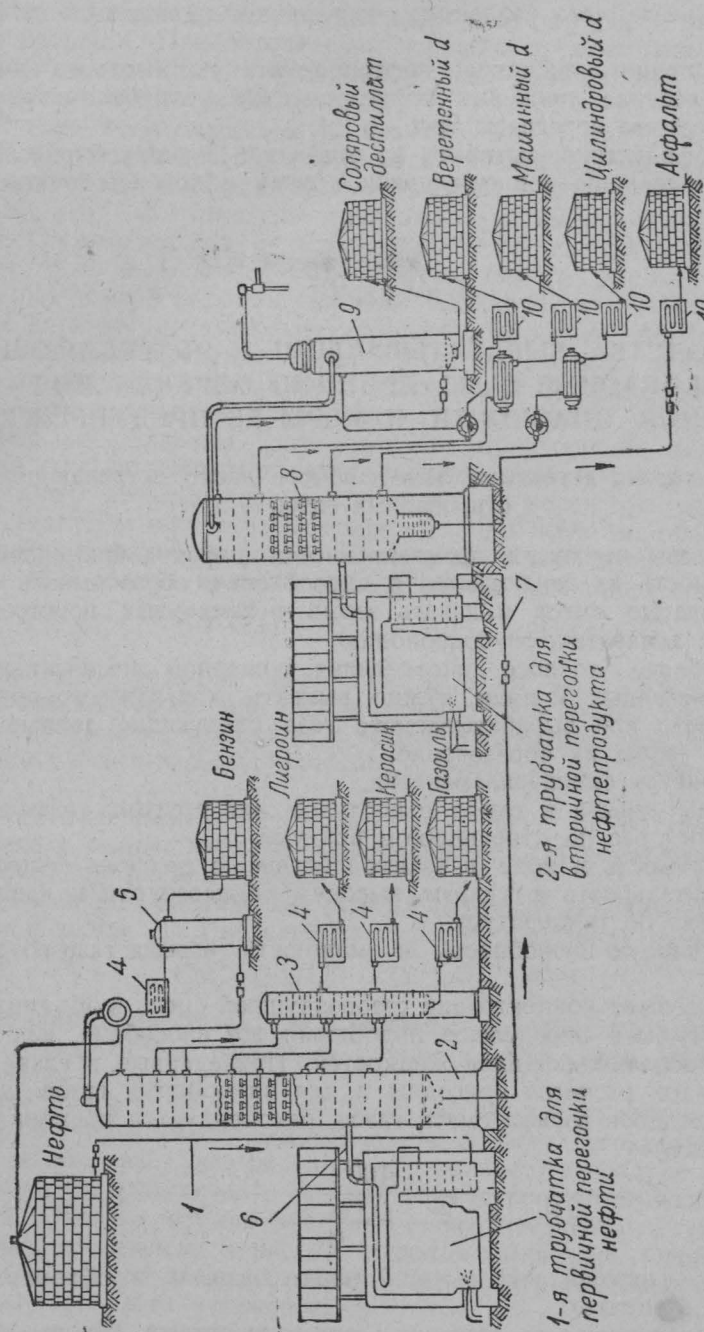 Нефть
1
6
2
3
4
5
Бензин
4
Лигроин
4
Керосин
4
Газойль
1-я трубчатка для
первичной перегонки
нефти
2-я трубчатка для
вторичной перегонки
нефтепродукта
7
8
9
10
10
10
10
Соляровый
десиллят
Веретенный d
Машинный d
Цилиндровый d
Асфальт